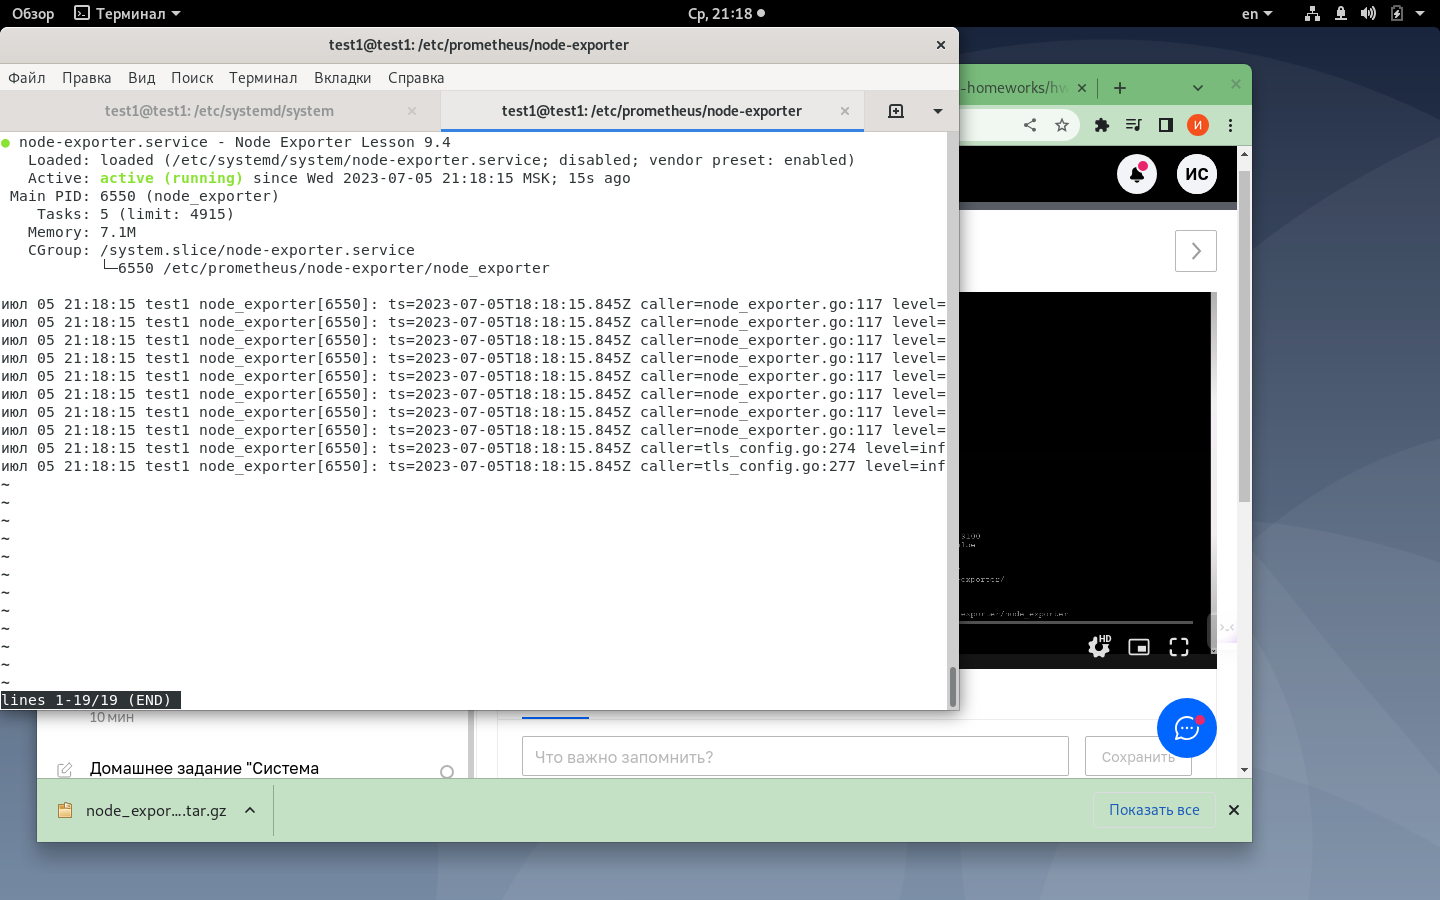 Обзор
Терминал
Ср, 21:18
en
test1@test1: /etc/prometheus/node-exporter
Файл Правка Вид Поиск Терминал Вкладки Справка
test1@test1: /etc/systemd/system
test1@test1: /etc/prometheus/node-exporter
-homeworks/hw
И
ИС
● node-exporter.service - Node Exporter Lesson 9.4
Loaded: loaded (/etc/systemd/system/node-exporter.service; disabled; vendor preset: enabled)
Active: active (running) since Wed 2023-07-05 21:18:15 MSK; 15s ago
Main PID: 6550 (node_exporter)
Tasks: 5 (limit: 4915)
Memory: 7.1M
CGroup: /system.slice/node-exporter.service
└─6550 /etc/prometheus/node-exporter/node_exporter
июл 05 21:18:15 test1 node_exporter[6550]: ts=2023-07-05T18:18:15.845Z caller=node_exporter.go:117 level=
июл 05 21:18:15 test1 node_exporter[6550]: ts=2023-07-05T18:18:15.845Z caller=node_exporter.go:117 level=
июл 05 21:18:15 test1 node_exporter[6550]: ts=2023-07-05T18:18:15.845Z caller=node_exporter.go:117 level=
июл 05 21:18:15 test1 node_exporter[6550]: ts=2023-07-05T18:18:15.845Z caller=node_exporter.go:117 level=
июл 05 21:18:15 test1 node_exporter[6550]: ts=2023-07-05T18:18:15.845Z caller=node_exporter.go:117 level=
июл 05 21:18:15 test1 node_exporter[6550]: ts=2023-07-05T18:18:15.845Z caller=node_exporter.go:117 level=
июл 05 21:18:15 test1 node_exporter[6550]: ts=2023-07-05T18:18:15.845Z caller=node_exporter.go:117 level=
июл 05 21:18:15 test1 node_exporter[6550]: ts=2023-07-05T18:18:15.845Z caller=node_exporter.go:117 level=
июл 05 21:18:15 test1 node_exporter[6550]: ts=2023-07-05T18:18:15.845Z caller=tls_config.go:274 level=inf
июл 05 21:18:15 test1 node_exporter[6550]: ts=2023-07-05T18:18:15.845Z caller=tls_config.go:277 level=inf
~
~
~
~
~
~
~
~
~
~
~
~
lines 1-19/19 (END)
exporter/
exporter/node_exporter
HD
10 мин
Домашнее задание "Система
Что важно запомнить?
Сохранить
node_expor....tar.gz
Показать все